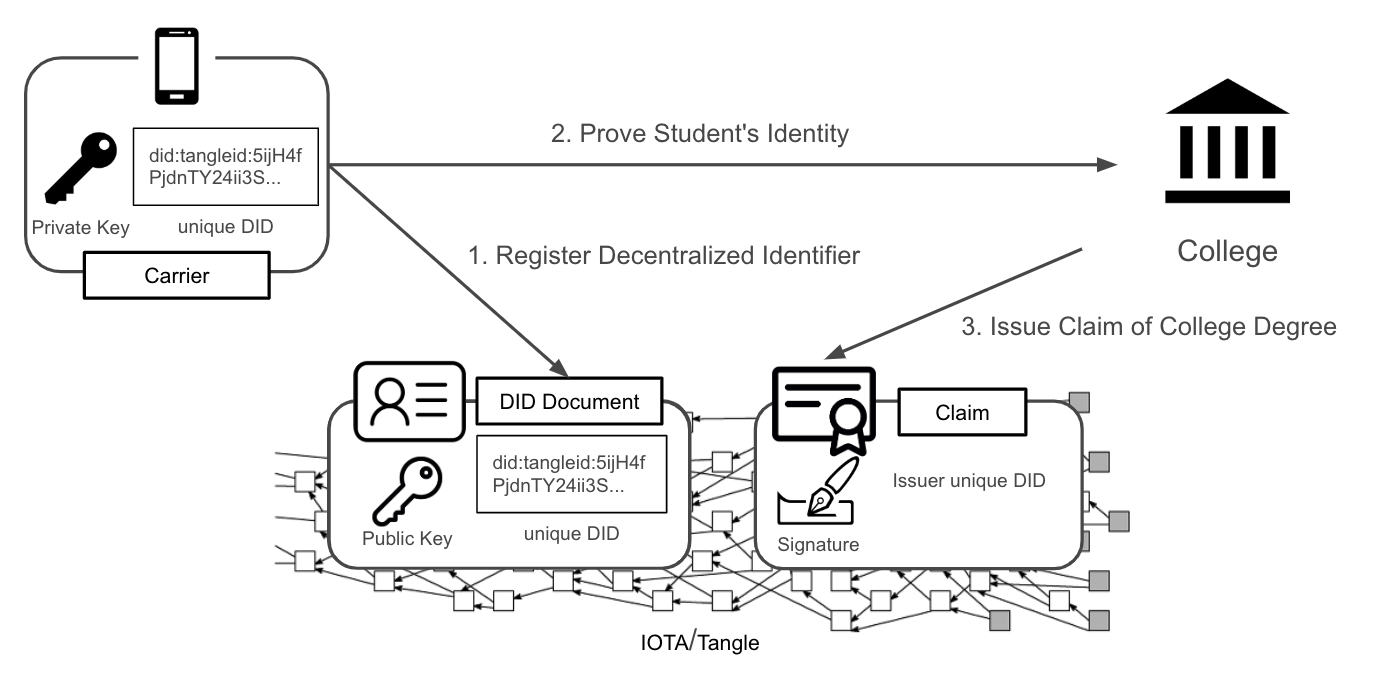 2. Prove Student's Identity
did:tangleid:5ijH4f
PjdnTY24ii3S...
Private Key
unique DID
Carrier
1. Register Decentralized Identifier
College
3. Issue Claim of College Degree
DID Document
Claim
did:tangleid:5ijH4f
PjdnTY24ii3S...
Issuer unique DID
unique DID
Public Key
Signature
IOTA/Tangle